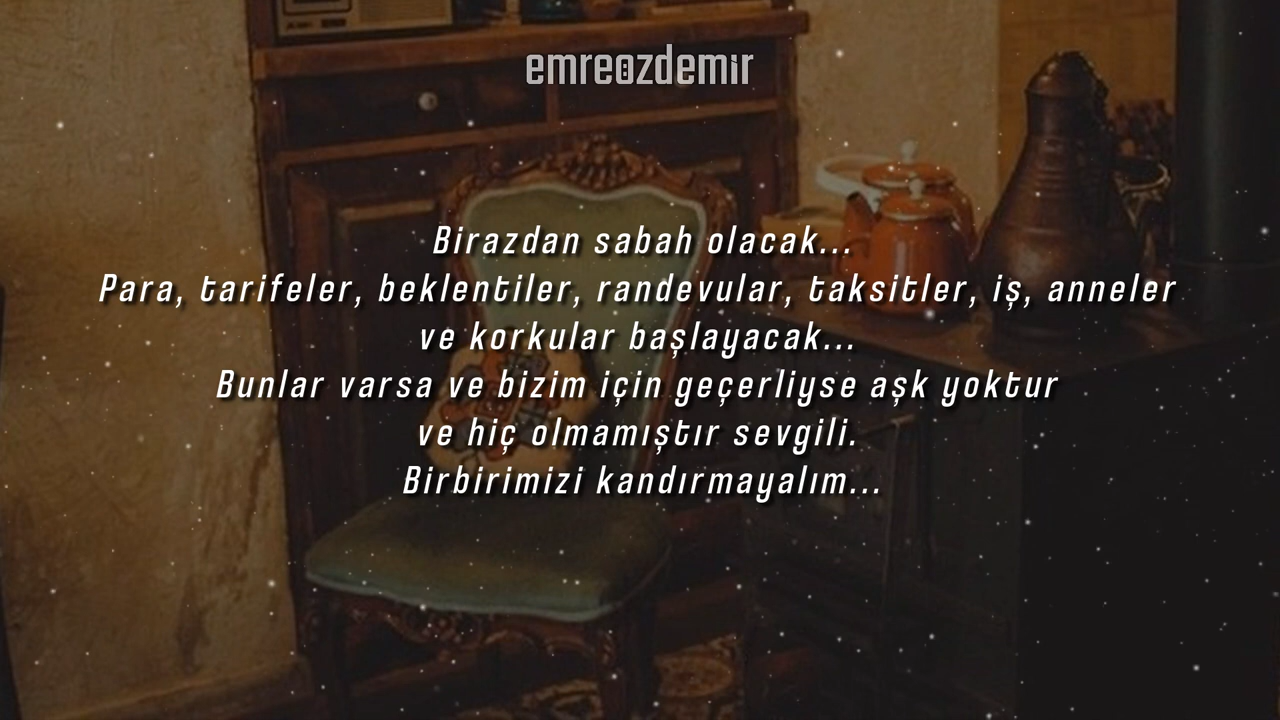 emreozdemir
Birazdan sabah olacak...
Para, tarifeler, beklentiler, randevular, taksitler, iş, anneler
ve korkular başlayacak...
Bunlar varsa ve bizim için geçerliyse aşk yoktur
ve hiç olmamıştır sevgili.
Birbirimizi kandırmayalım...